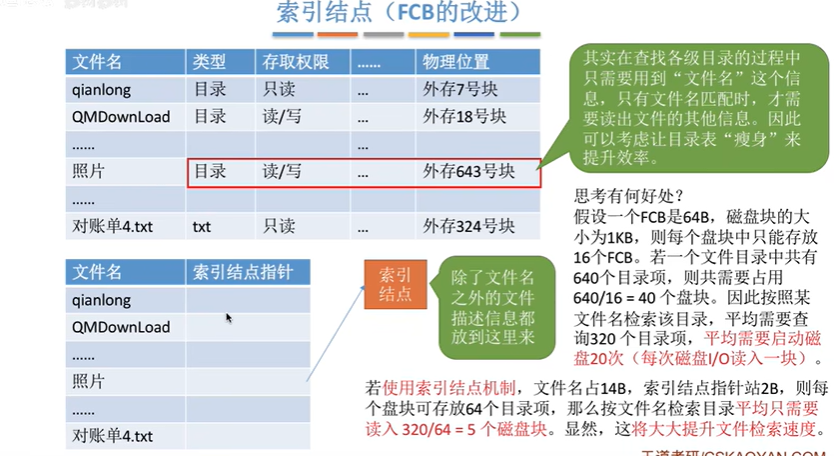 索引结点（FCB的改进）
文件名 类型 存取权限 …… 物理位置
qianlong 目录 只读 … 外存7号块
QMDownLoad 目录 读/写 … 外存18号块
…… …
照片 目录 读/写 … 外存643号块
……
对账单4.txt txt 只读 … 外存324号块
其实在查找各级目录的过程中
只需要用到“文件名”这个信
息，只有文件名匹配时，才需
要读出文件的其他信息。因此
可以考虑让目录表“瘦身”来
提升效率。
文件名 索引结点指针
qianlong
QMDownLoad
……
照片
……
对账单4.txt
索引
结点
除了文件名
之外的文件
描述信息都
放到这里来
思考有何好处？
假设一个FCB是64B，磁盘块的大
小为1KB，则每个盘块中只能存放
16个FCB。若一个文件目录中共有
640个目录项，则共需要占用
640/16 = 40 个盘块。因此按照某
文件名检索该目录，平均需要查
询320 个目录项，平均需要启动磁
盘20次（每次磁盘I/O读入一块）。
若使用索引结点机制，文件名占14B，索引结点指针站2B，则每
个盘块可存放64个目录项，那么按文件名检索目录平均只需要
读入 320/64 = 5 个磁盘块。显然，这将大大提升文件检索速度。
王道考研/CSKAOYAN.COM